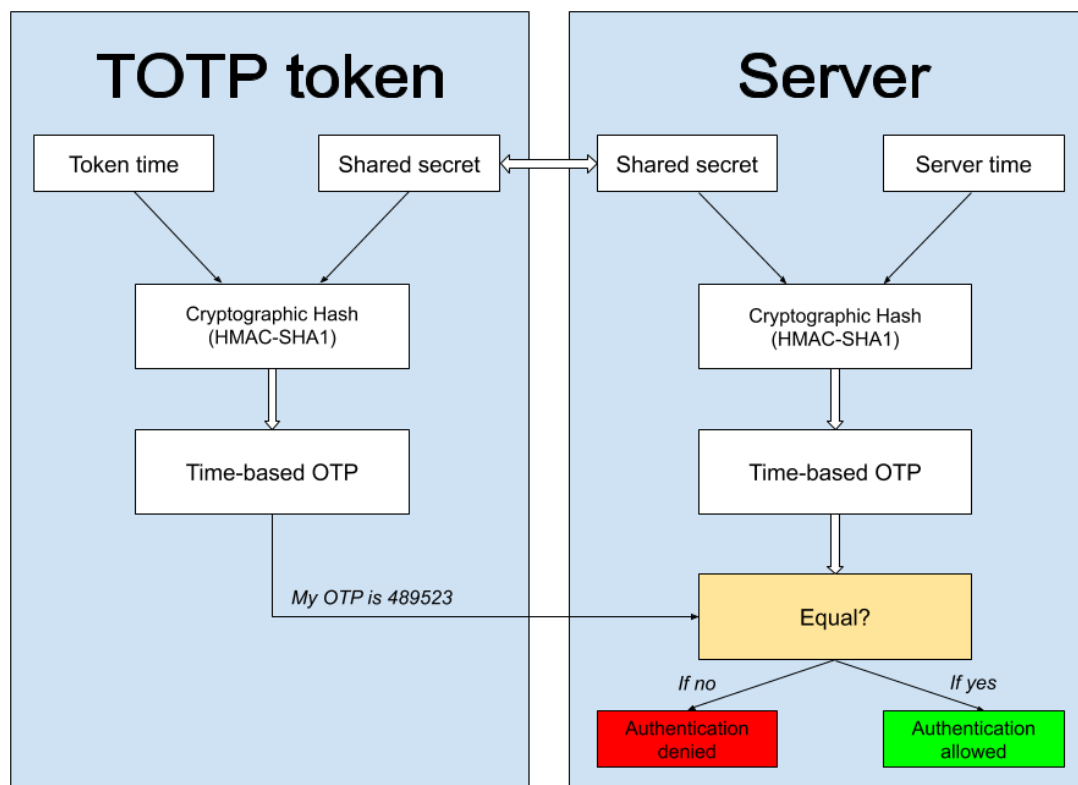 TOTP token
Server
Token time
Shared secret
Shared secret
Server time
Cryptographic Hash
(HMAC-SHA1)
Cryptographic Hash
(HMAC-SHA1)
Time-based OTP
Time-based OTP
My OTP is 489523
Equal?
If no
If yes
Authentication
denied
Authentication
allowed